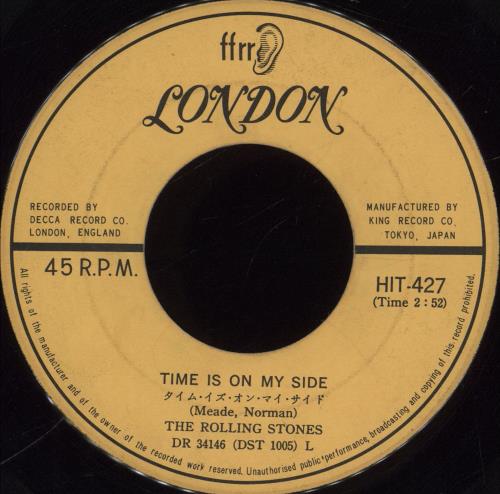 ffrr
LONDON
RECORDED BY
DECCA RECORD CO.
LONDON, ENGLAND
MANUFACTURED BY
KING RECORD CO.
TOKYO, JAPAN
45 R.P.M.
HIT-427
(Time 2:52)
TIME IS ON MY SIDE
タイム・イズ・オン・マイ・サイド
(Meade, Norman)
THE ROLLING STONES
DR 34146 (DST 1005) L
All rights of the manufacturer and of the owner of the recorded work reserved. Unauthorised public performance, broadcasting and copying of this record prohibited.